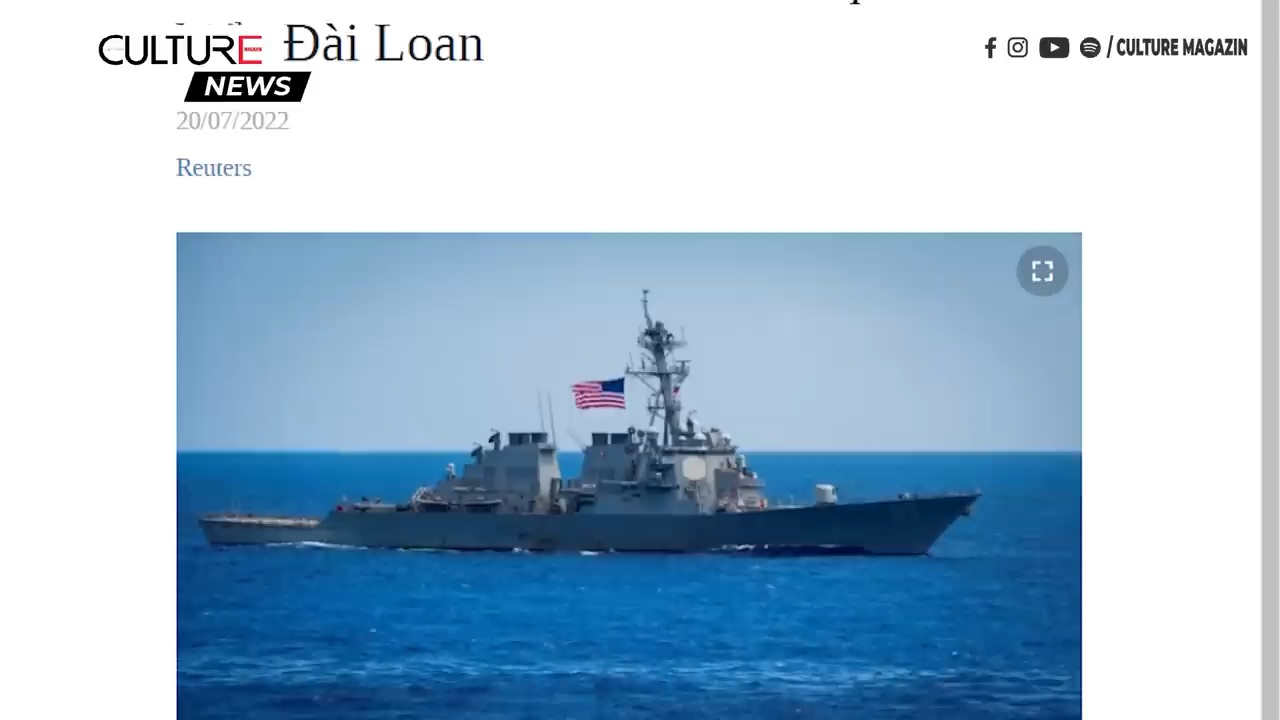 Đài Loan
CULTURE
NEWS
/ CULTURE MAGAZIN
20/07/2022
Reuters